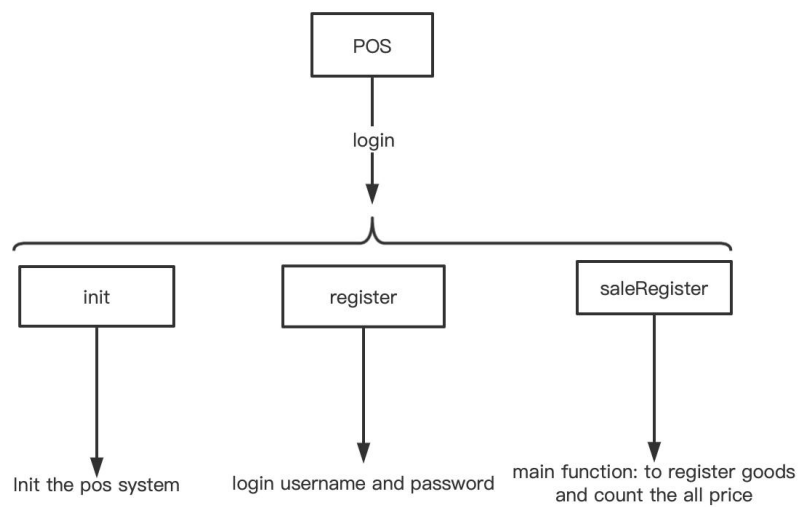 POS
login
init
register
saleRegister
Init the pos system
login username and password
main function: to register goods
and count the all price